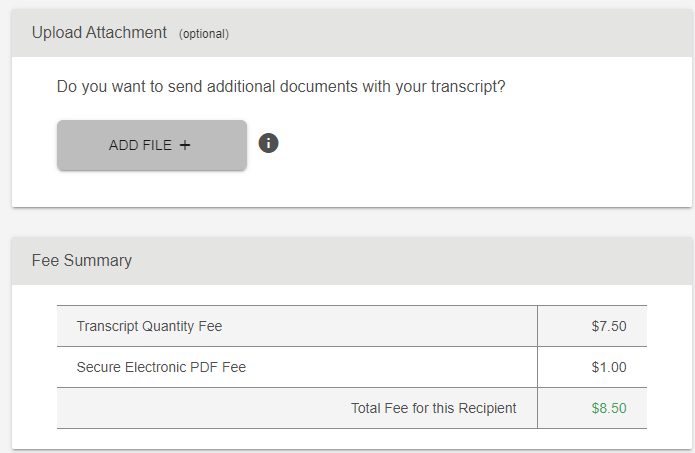 Upload Attachment (optional)
Do you want to send additional documents with your transcript?
ADD FILE +
Fee Summary
Transcript Quantity Fee $7.50
Secure Electronic PDF Fee $1.00
Total Fee for this Recipient $8.50